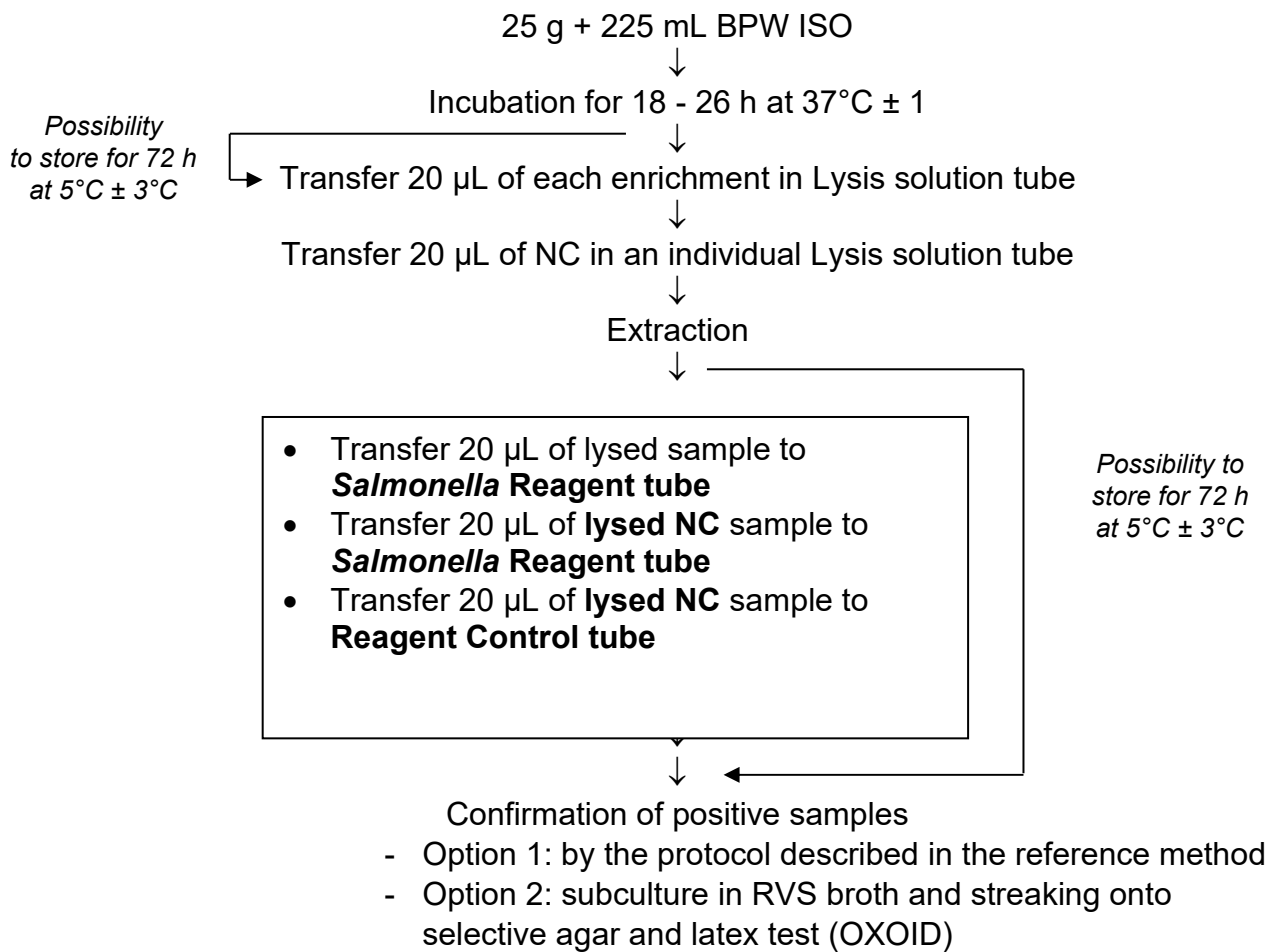 25 g + 225 mL BPW ISO
↓
Incubation for 18 - 26 h at 37°C ± 1
↓
Possibility
to store for 72 h
at 5°C ± 3°C
Transfer 20 µL of each enrichment in Lysis solution tube
↓
Transfer 20 µL of NC in an individual Lysis solution tube
↓
Extraction
↓
• Transfer 20 µL of lysed sample to
Salmonella Reagent tube
• Transfer 20 µL of lysed NC sample to
Salmonella Reagent tube
• Transfer 20 µL of lysed NC sample to
Reagent Control tube
Possibility to
store for 72 h
at 5°C ± 3°C
↓
Confirmation of positive samples
- Option 1: by the protocol described in the reference method
- Option 2: subculture in RVS broth and streaking onto
selective agar and latex test (OXOID)